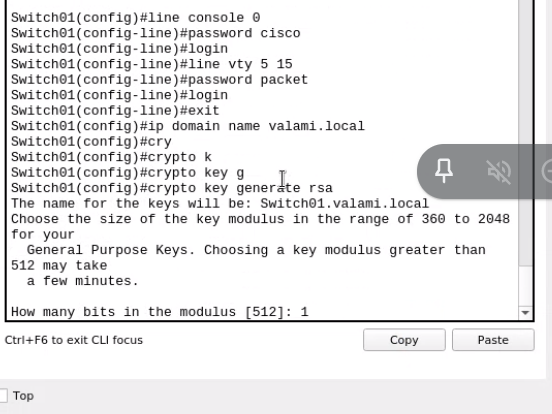 Switch01(config)#line console 0
Switch01(config-line)#password cisco
Switch01(config-line)#login
Switch01(config-line)#line vty 5 15
Switch01(config-line)#password packet
Switch01(config-line)#login
Switch01(config-line)#exit
Switch01(config)#ip domain name valami.local
Switch01(config)#cry
Switch01(config)#crypto k
Switch01(config)#crypto key g
Switch01(config)#crypto key generate rsa
The name for the keys will be: Switch01.valami.local
Choose the size of the key modulus in the range of 360 to 2048
for your
General Purpose Keys. Choosing a key modulus greater than
512 may take
a few minutes.
How many bits in the modulus [512]: 1
Ctrl+F6 to exit CLI focus
Copy
Paste
Top